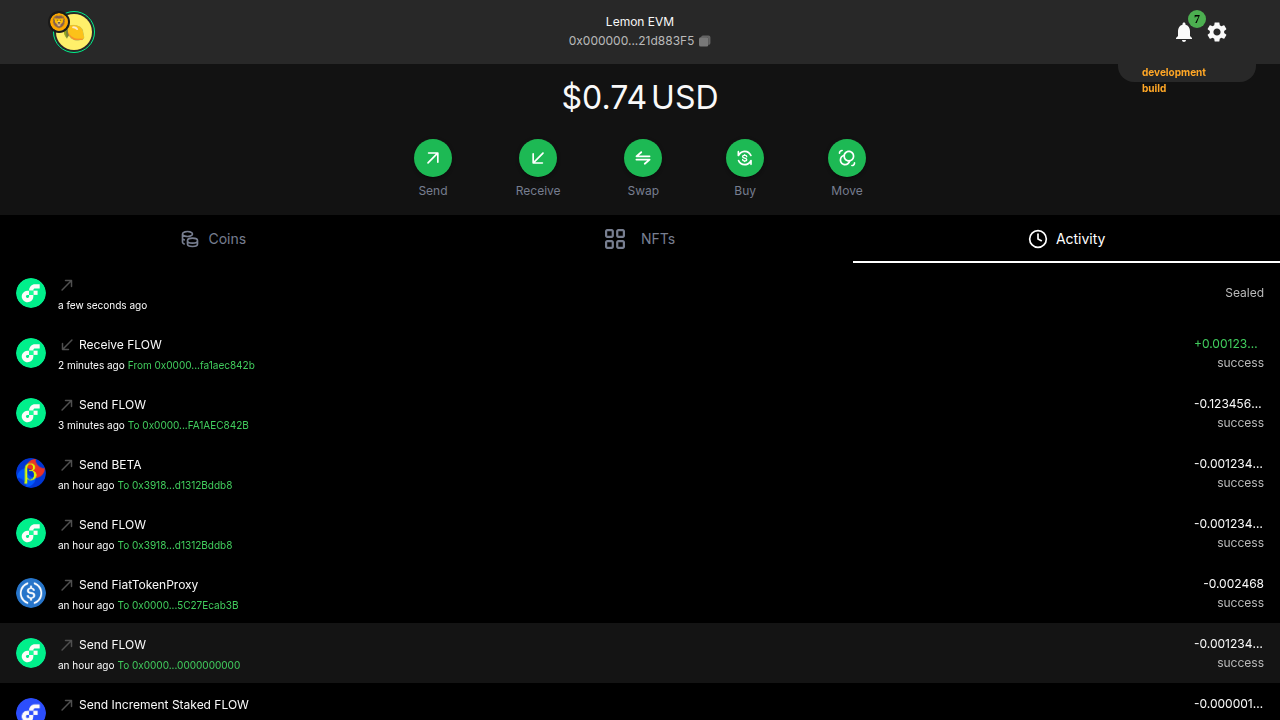 Lemon EVM
0x000000...21d883F5
7
development
build
$0.74 USD
Send
Receive
Swap
Buy
Move
Coins
NFTs
Activity
a few seconds ago
Sealed
Receive FLOW
+0.00123...
2 minutes ago From 0x0000...fa1aec842b
success
Send FLOW
-0.123456...
3 minutes ago To 0x0000...FA1AEC842B
success
Send BETA
-0.001234...
an hour ago To 0x3918...d1312Bddb8
success
Send FLOW
-0.001234...
an hour ago To 0x3918...d1312Bddb8
success
Send FiatTokenProxy
-0.002468
an hour ago To 0x0000...5C27Ecab3B
success
Send FLOW
-0.001234...
an hour ago To 0x0000...0000000000
success
Send Increment Staked FLOW
-0.000001...